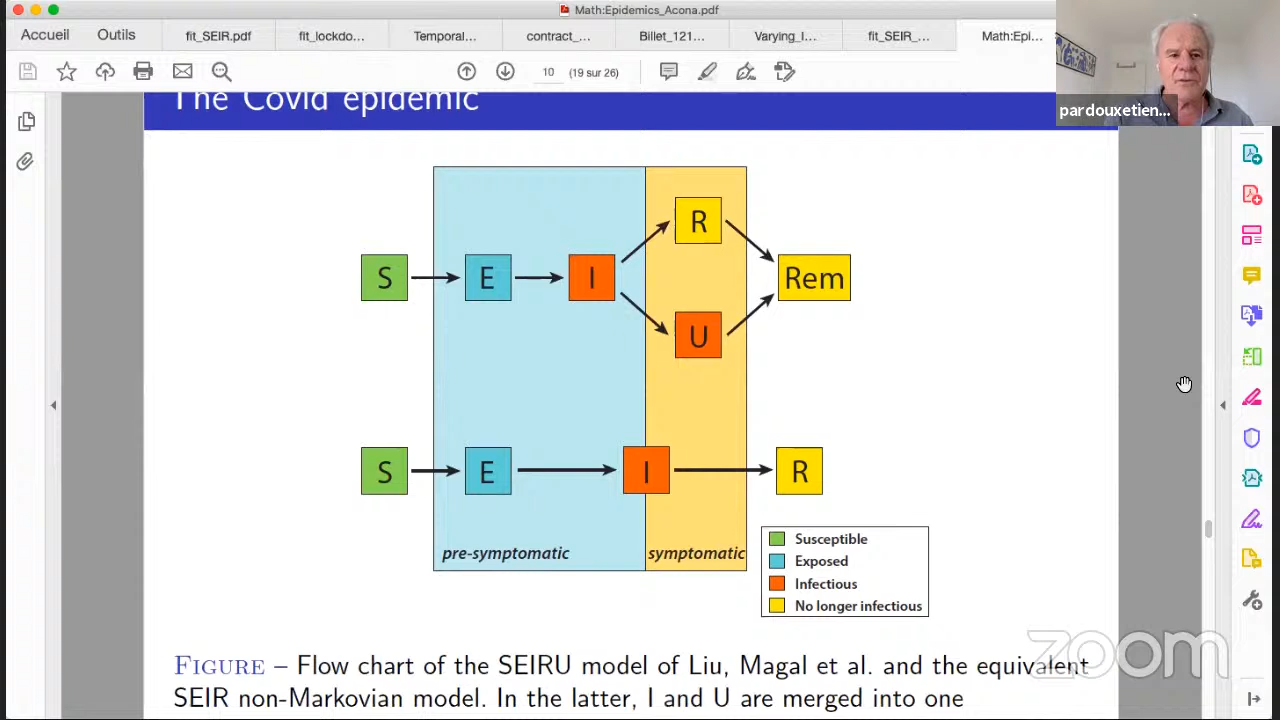 Math:Epidemics_Acona.pdf
Accueil Outils fit_SEIR.pdf fit_lockdo... Temporal... contract_... Billet_121... Varying_I... fit_SEIR_... Math:Epi...
10 (19 sur 26)
pardouxetien...
The Covid epidemic
R
S E I Rem
U
S E I R
pre-symptomatic symptomatic
Susceptible
Exposed
Infectious
No longer infectious
zoom
FIGURE – Flow chart of the SEIRU model of Liu, Magal et al. and the equivalent
SEIR non-Markovian model. In the latter, I and U are merged into one